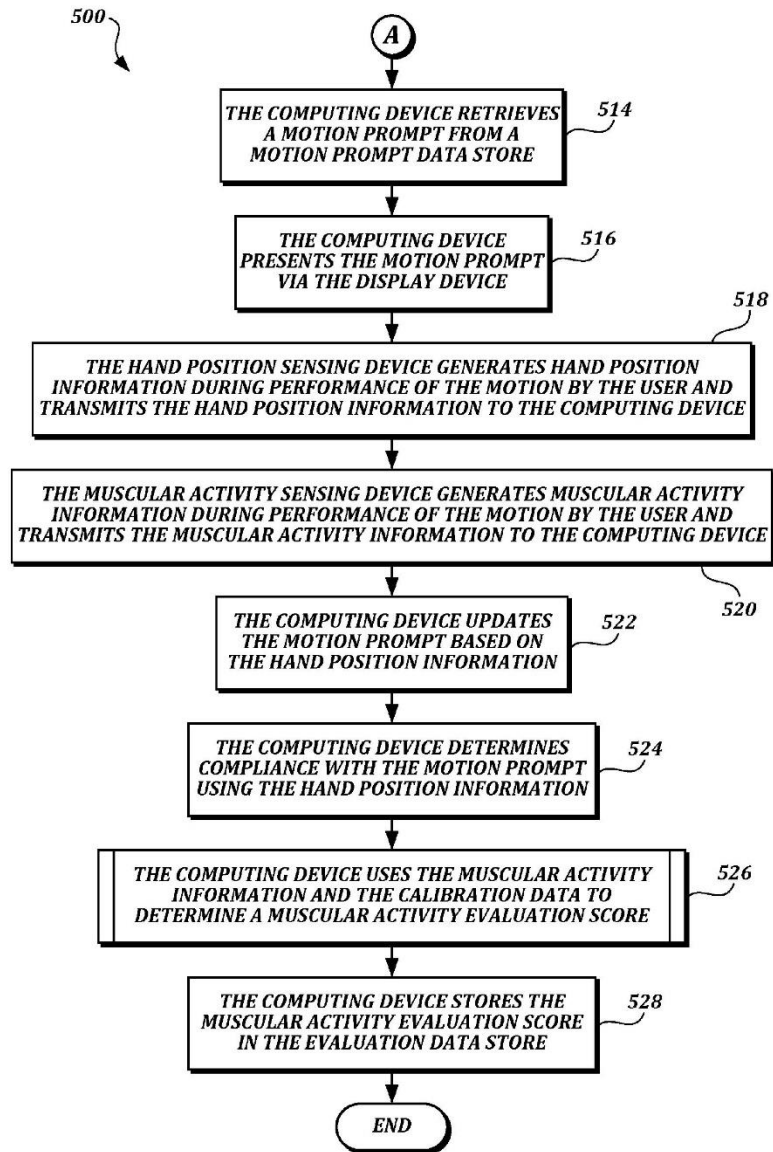 500
A
THE COMPUTING DEVICE RETRIEVES
A MOTION PROMPT FROM A
MOTION PROMPT DATA STORE
514
THE COMPUTING DEVICE
PRESENTS THE MOTION PROMPT
VIA THE DISPLAY DEVICE
516
518
THE HAND POSITION SENSING DEVICE GENERATES HAND POSITION
INFORMATION DURING PERFORMANCE OF THE MOTION BY THE USER AND
TRANSMITS THE HAND POSITION INFORMATION TO THE COMPUTING DEVICE
THE MUSCULAR ACTIVITY SENSING DEVICE GENERATES MUSCULAR ACTIVITY
INFORMATION DURING PERFORMANCE OF THE MOTION BY THE USER AND
TRANSMITS THE MUSCULAR ACTIVITY INFORMATION TO THE COMPUTING DEVICE
520
THE COMPUTING DEVICE UPDATES
THE MOTION PROMPT BASED ON
THE HAND POSITION INFORMATION
522
THE COMPUTING DEVICE DETERMINES
COMPLIANCE WITH THE MOTION PROMPT
USING THE HAND POSITION INFORMATION
524
THE COMPUTING DEVICE USES THE MUSCULAR ACTIVITY
INFORMATION AND THE CALIBRATION DATA TO
DETERMINE A MUSCULAR ACTIVITY EVALUATION SCORE
526
THE COMPUTING DEVICE STORES THE
MUSCULAR ACTIVITY EVALUATION SCORE
IN THE EVALUATION DATA STORE
528
END